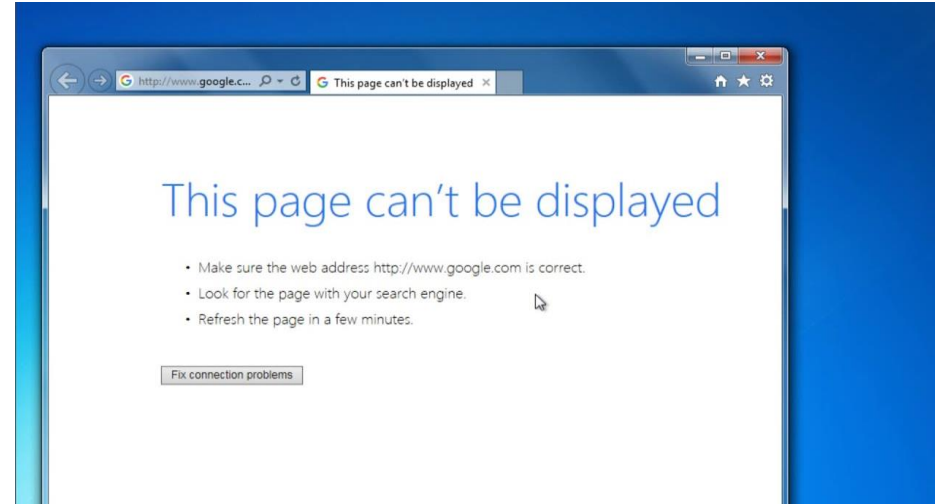 http://www.google.c...
This page can't be displayed
This page can't be displayed
• Make sure the web address http://www.google.com is correct.
• Look for the page with your search engine.
• Refresh the page in a few minutes.
Fix connection problems